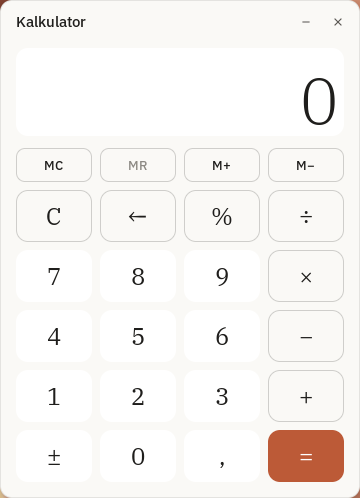 Kalkulator − ×
0
MC MR M+ M−
C ← % ÷
7 8 9 ×
4 5 6 −
1 2 3 +
± 0 , =